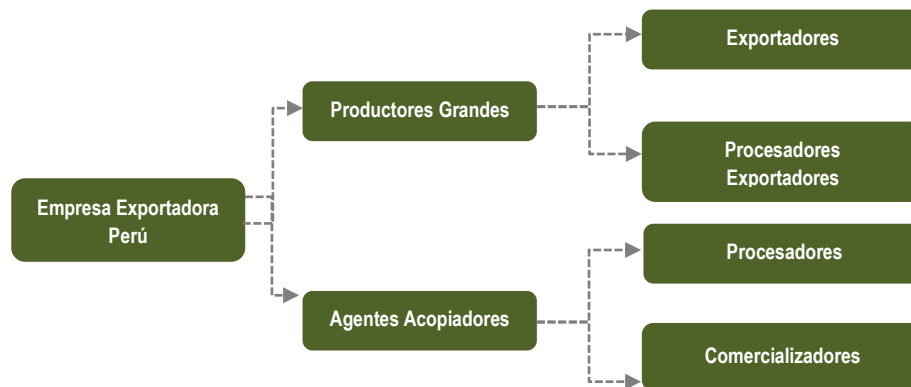 Exportadores
Productores Grandes
Procesadores
Exportadores
Empresa Exportadora
Perú
Procesadores
Agentes Acopiadores
Comercializadores